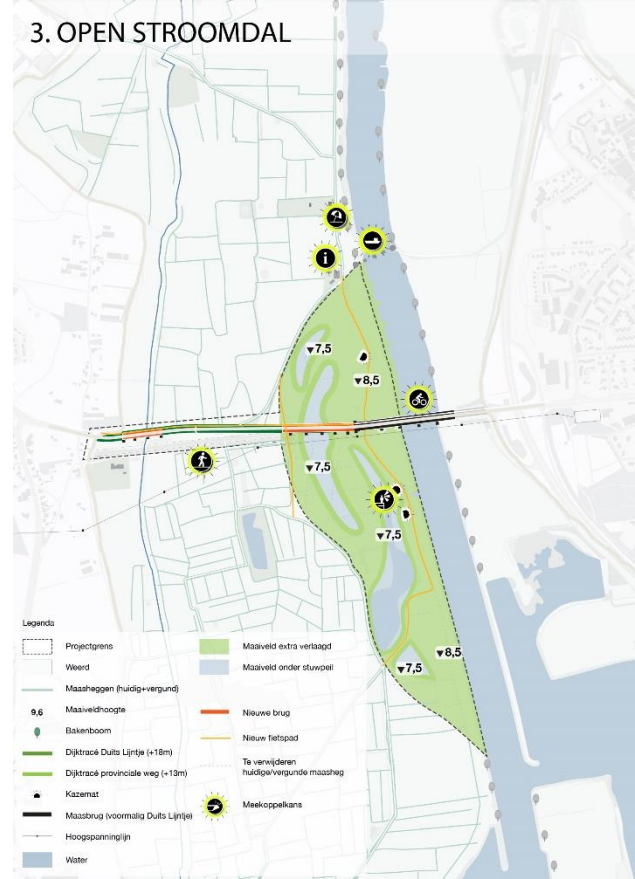 3. OPEN STROOMDAL
i
▼7,5
▼8,5
▼7,5
▼7,5
▼8,5
▼7,5
Legenda
Projectgrens
Weerd
Maasheggen (huidig+vergund)
9,6 Maaiveldhoogte
Bakenboom
Dijktracé Duits Lijntje (+18m)
Dijktracé provinciale weg (+13m)
Kazemat
Maasbrug (voormalig Duits Lijntje)
Hoogspanninglijn
Water
Maaiveld extra verlaagd
Maaiveld onder stuwpeil
Nieuwe brug
Nieuw fietspad
Te verwijderen
huidige/vergunde maasheg
Meekoppelkans